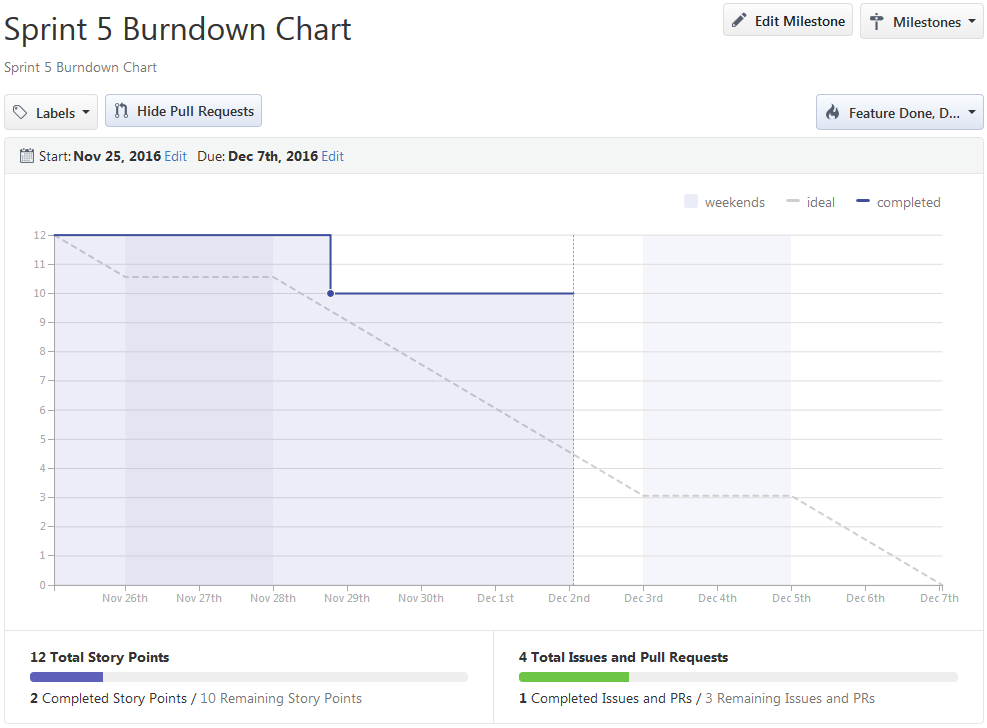 Sprint 5 Burndown Chart
Edit Milestone
Milestones
Sprint 5 Burndown Chart
Labels
Hide Pull Requests
Feature Done, D...
Start: Nov 25, 2016 Edit Due: Dec 7th, 2016 Edit
weekends ideal completed
12
11
10
9
8
7
6
5
4
3
2
1
0
Nov 26th Nov 27th Nov 28th Nov 29th Nov 30th Dec 1st Dec 2nd Dec 3rd Dec 4th Dec 5th Dec 6th Dec 7th
12 Total Story Points
2 Completed Story Points / 10 Remaining Story Points
4 Total Issues and Pull Requests
1 Completed Issues and PRs / 3 Remaining Issues and PRs